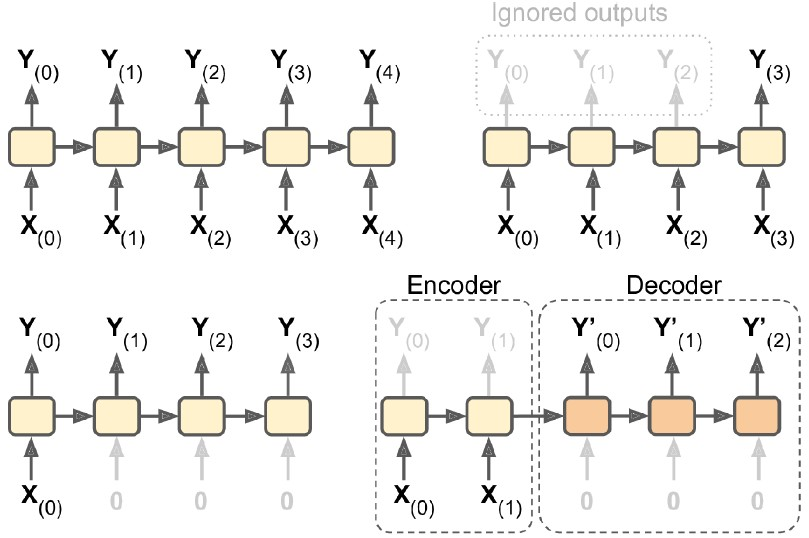 Ignored outputs
Y(0) Y(1) Y(2) Y(3) Y(4)
Y(0) Y(1) Y(2) Y(3)
X(0) X(1) X(2) X(3) X(4)
X(0) X(1) X(2) X(3)
Encoder Decoder
Y(0) Y(1) Y(2) Y(3)
Y(0) Y(1) Y'(0) Y'(1) Y'(2)
X(0) 0 0 0
X(0) X(1) 0 0 0